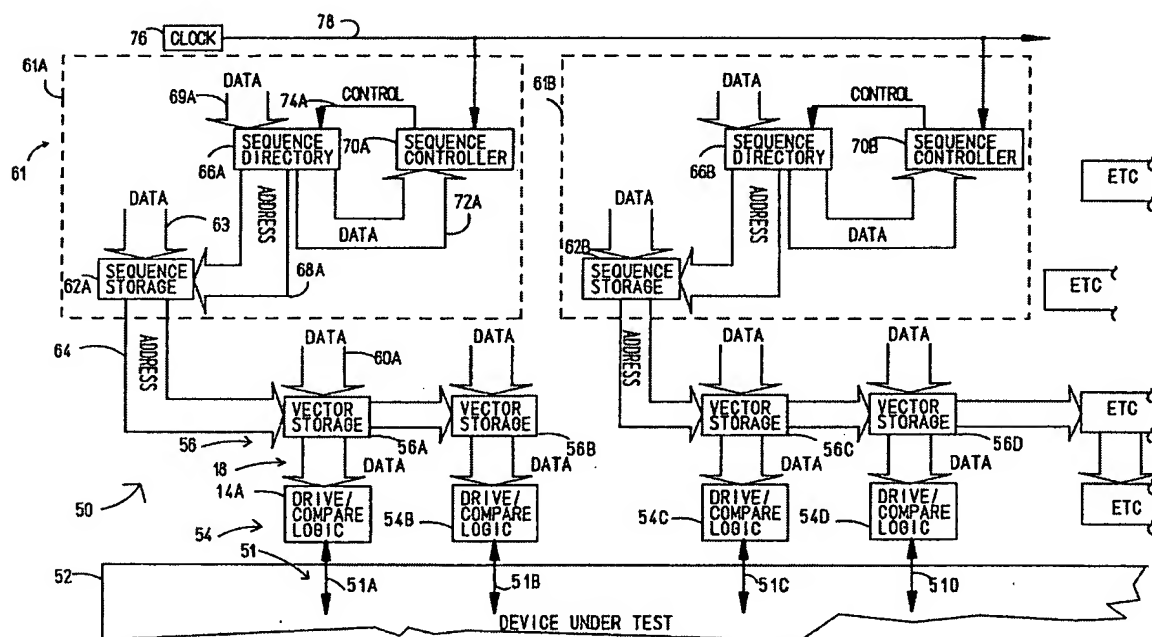 78
76 CLOCK
61A
DATA
69A
74A
CONTROL
SEQUENCE
DIRECTORY
70A
SEQUENCE
CONTROLLER
66A
61
DATA
63
ADDRESS
72A
DATA
62A
SEQUENCE
STORAGE
68A
61B
DATA
CONTROL
SEQUENCE
DIRECTORY
70B
SEQUENCE
CONTROLLER
66B
DATA
ADDRESS
DATA
62B
SEQUENCE
STORAGE
ETC
ETC
64
ADDRESS
DATA
60A
DATA
ADDRESS
DATA
DATA
VECTOR
STORAGE
VECTOR
STORAGE
VECTOR
STORAGE
VECTOR
STORAGE
ETC
56
56A
56B
56C
56D
18
DATA
DATA
DATA
DATA
50
14A
DRIVE/
COMPARE
LOGIC
54
54B
DRIVE/
COMPARE
LOGIC
54C
DRIVE/
COMPARE
LOGIC
54D
DRIVE/
COMPARE
LOGIC
ETC
52
51
51A
51B
51C
51D
DEVICE UNDER TEST